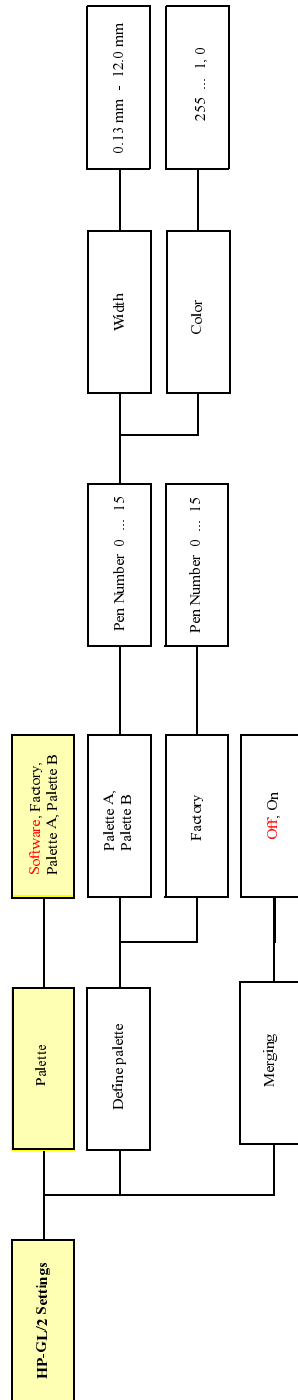 HP-GL/2 Settings
Palette
Software, Factory,
Palette A, Palette B
Define palette
Palette A,
Palette B
Pen Number 0 ... 15
Width
0.13 mm - 12.0 mm
Color
255 ... 1, 0
Factory
Pen Number 0 ... 15
Merging
Off, On